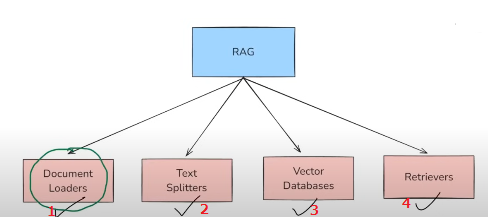 RAG
Document
Loaders
Text
Splitters
Vector
Databases
Retrievers
1
2
3
4